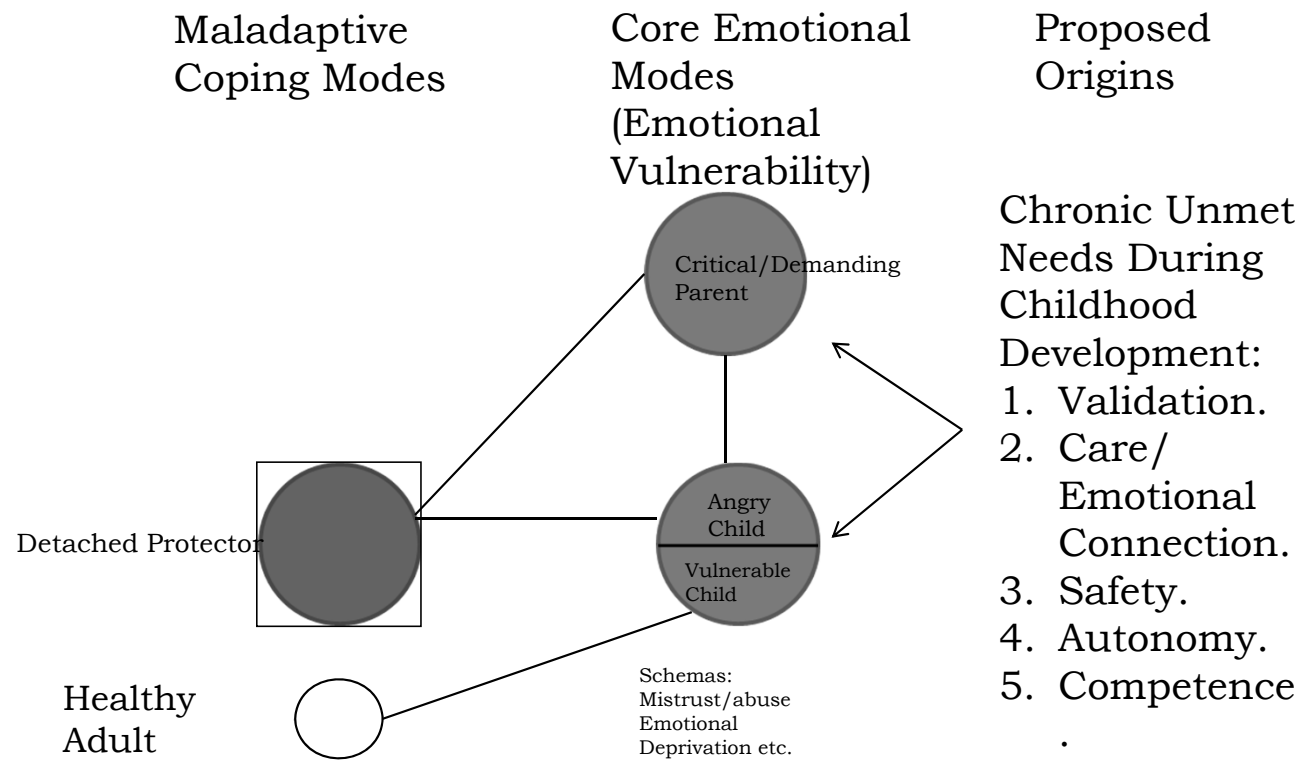 Maladaptive
Coping Modes
Core Emotional
Modes
(Emotional
Vulnerability)
Proposed
Origins
Critical/Demanding
Parent
Detached Protector
Angry
Child
Vulnerable
Child
Healthy
Adult
Schemas:
Mistrust/abuse
Emotional
Deprivation etc.
Chronic Unmet
Needs During
Childhood
Development:
1. Validation.
2. Care/
Emotional
Connection.
3. Safety.
4. Autonomy.
5. Competence
.